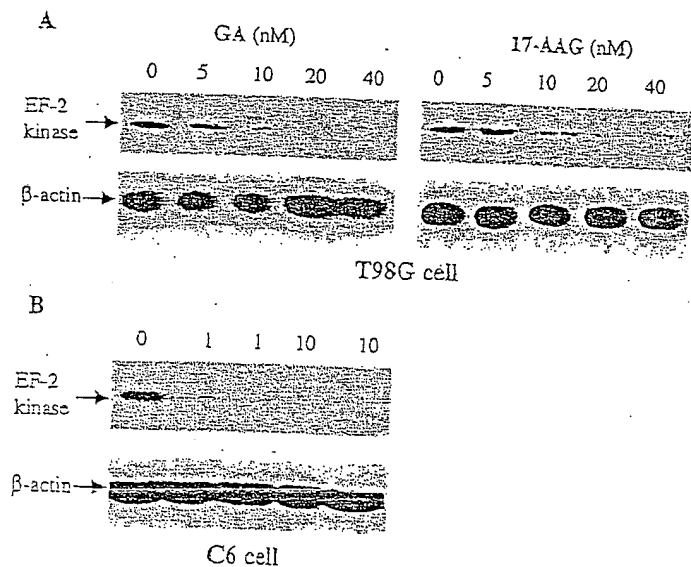 A
GA (nM)
17-AAG (nM)
0 5 10 20 40
0 5 10 20 40
EF-2
kinase
β-actin
T98G cell
B
0 1 1 10 10
EF-2
kinase
β-actin
C6 cell